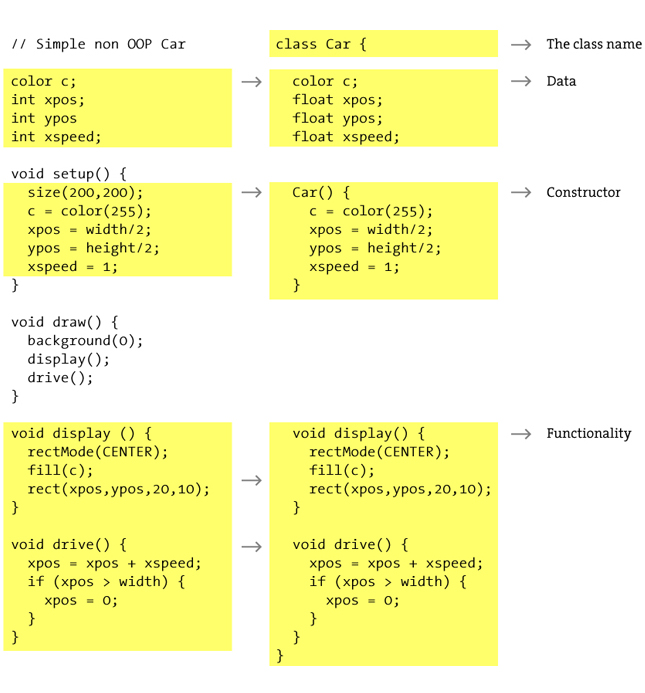 // Simple non OOP Car
color c;
int xpos;
int ypos
int xspeed;
void setup() {
  size(200,200);
  c = color(255);
  xpos = width/2;
  ypos = height/2;
  xspeed = 1;
}
void draw() {
  background(0);
  display();
  drive();
}
void display () {
  rectMode(CENTER);
  fill(c);
  rect(xpos,ypos,20,10);
}
void drive() {
  xpos = xpos + xspeed;
  if (xpos > width) {
    xpos = 0;
  }
}
class Car {
  color c;
  float xpos;
  float ypos;
  float xspeed;
  Car() {
    c = color(255);
    xpos = width/2;
    ypos = height/2;
    xspeed = 1;
  }
  void display() {
    rectMode(CENTER);
    fill(c);
    rect(xpos,ypos,20,10);
  }
  void drive() {
    xpos = xpos + xspeed;
    if (xpos > width) {
      xpos = 0;
    }
  }
}
The class name
Data
Constructor
Functionality